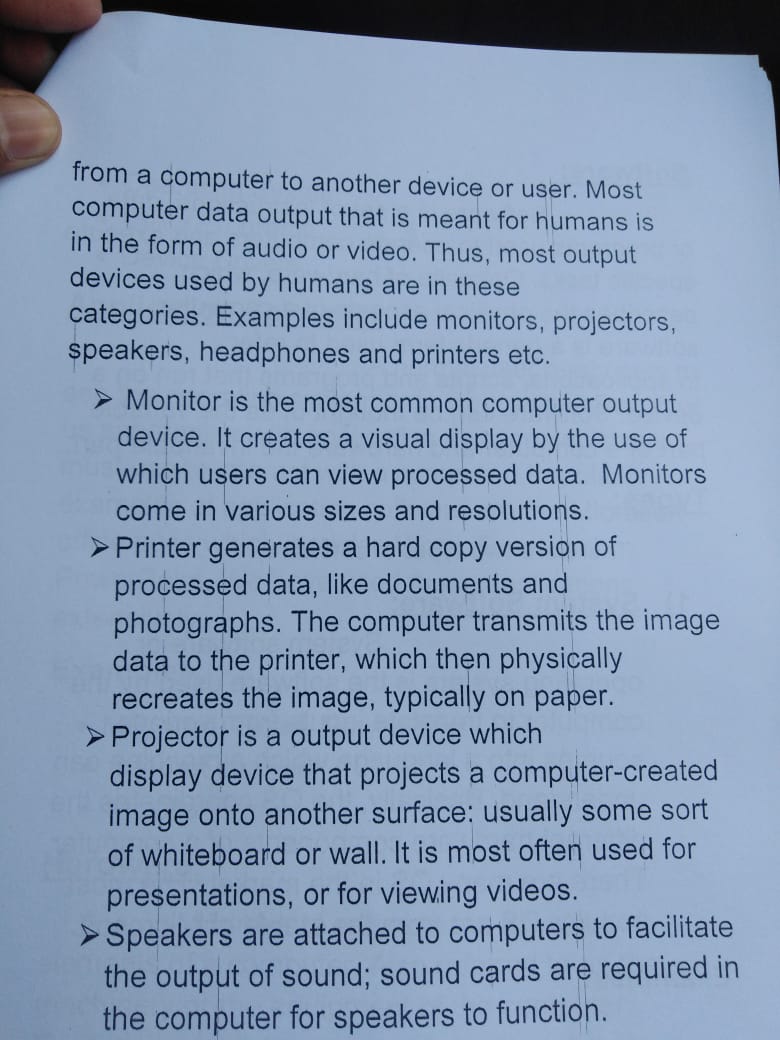 from a computer to another device or user. Most
computer data output that is meant for humans is
in the form of audio or video. Thus, most output
devices used by humans are in these
categories. Examples include monitors, projectors,
speakers, headphones and printers etc.
➢ Monitor is the most common computer output
device. It creates a visual display by the use of
which users can view processed data. Monitors
come in various sizes and resolutions.
➢ Printer generates a hard copy version of
processed data, like documents and
photographs. The computer transmits the image
data to the printer, which then physically
recreates the image, typically on paper.
➢ Projector is a output device which
display device that projects a computer-created
image onto another surface: usually some sort
of whiteboard or wall. It is most often used for
presentations, or for viewing videos.
➢ Speakers are attached to computers to facilitate
the output of sound; sound cards are required in
the computer for speakers to function.